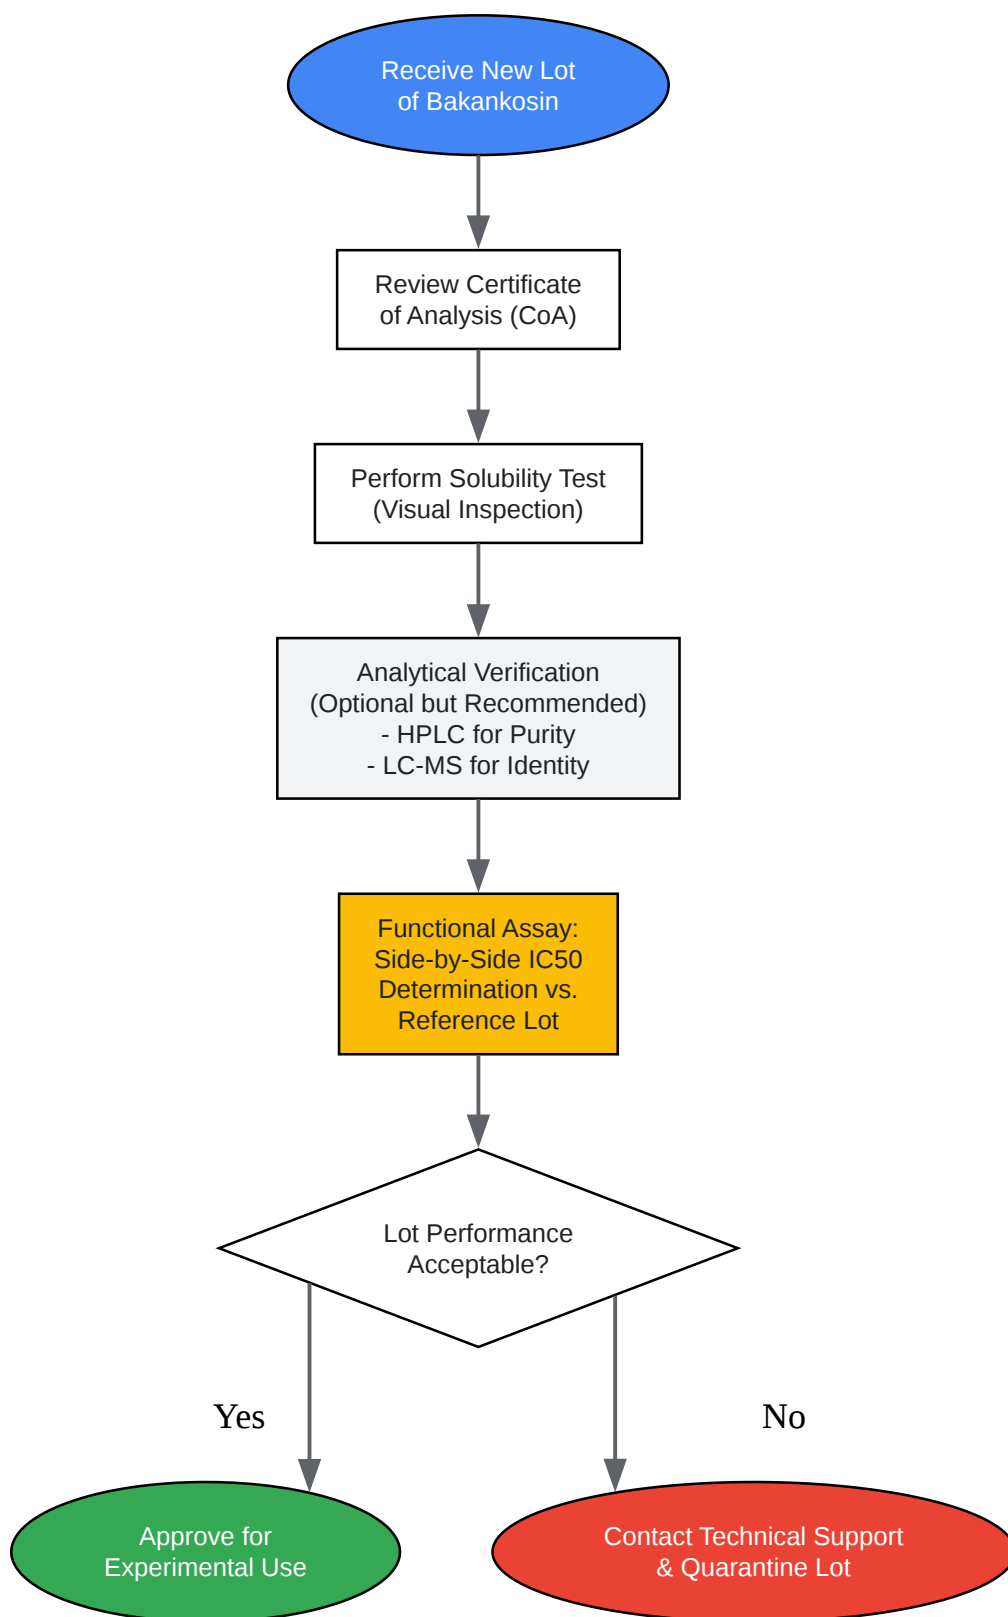 Receive New Lot
of Bakankosin
Review Certificate
of Analysis (CoA)
Perform Solubility Test
(Visual Inspection)
Analytical Verification
(Optional but Recommended)
- HPLC for Purity
- LC-MS for Identity
Functional Assay:
Side-by-Side IC50
Determination vs.
Reference Lot
Lot Performance
Acceptable?
Yes
No
Approve for
Experimental Use
Contact Technical Support
& Quarantine Lot